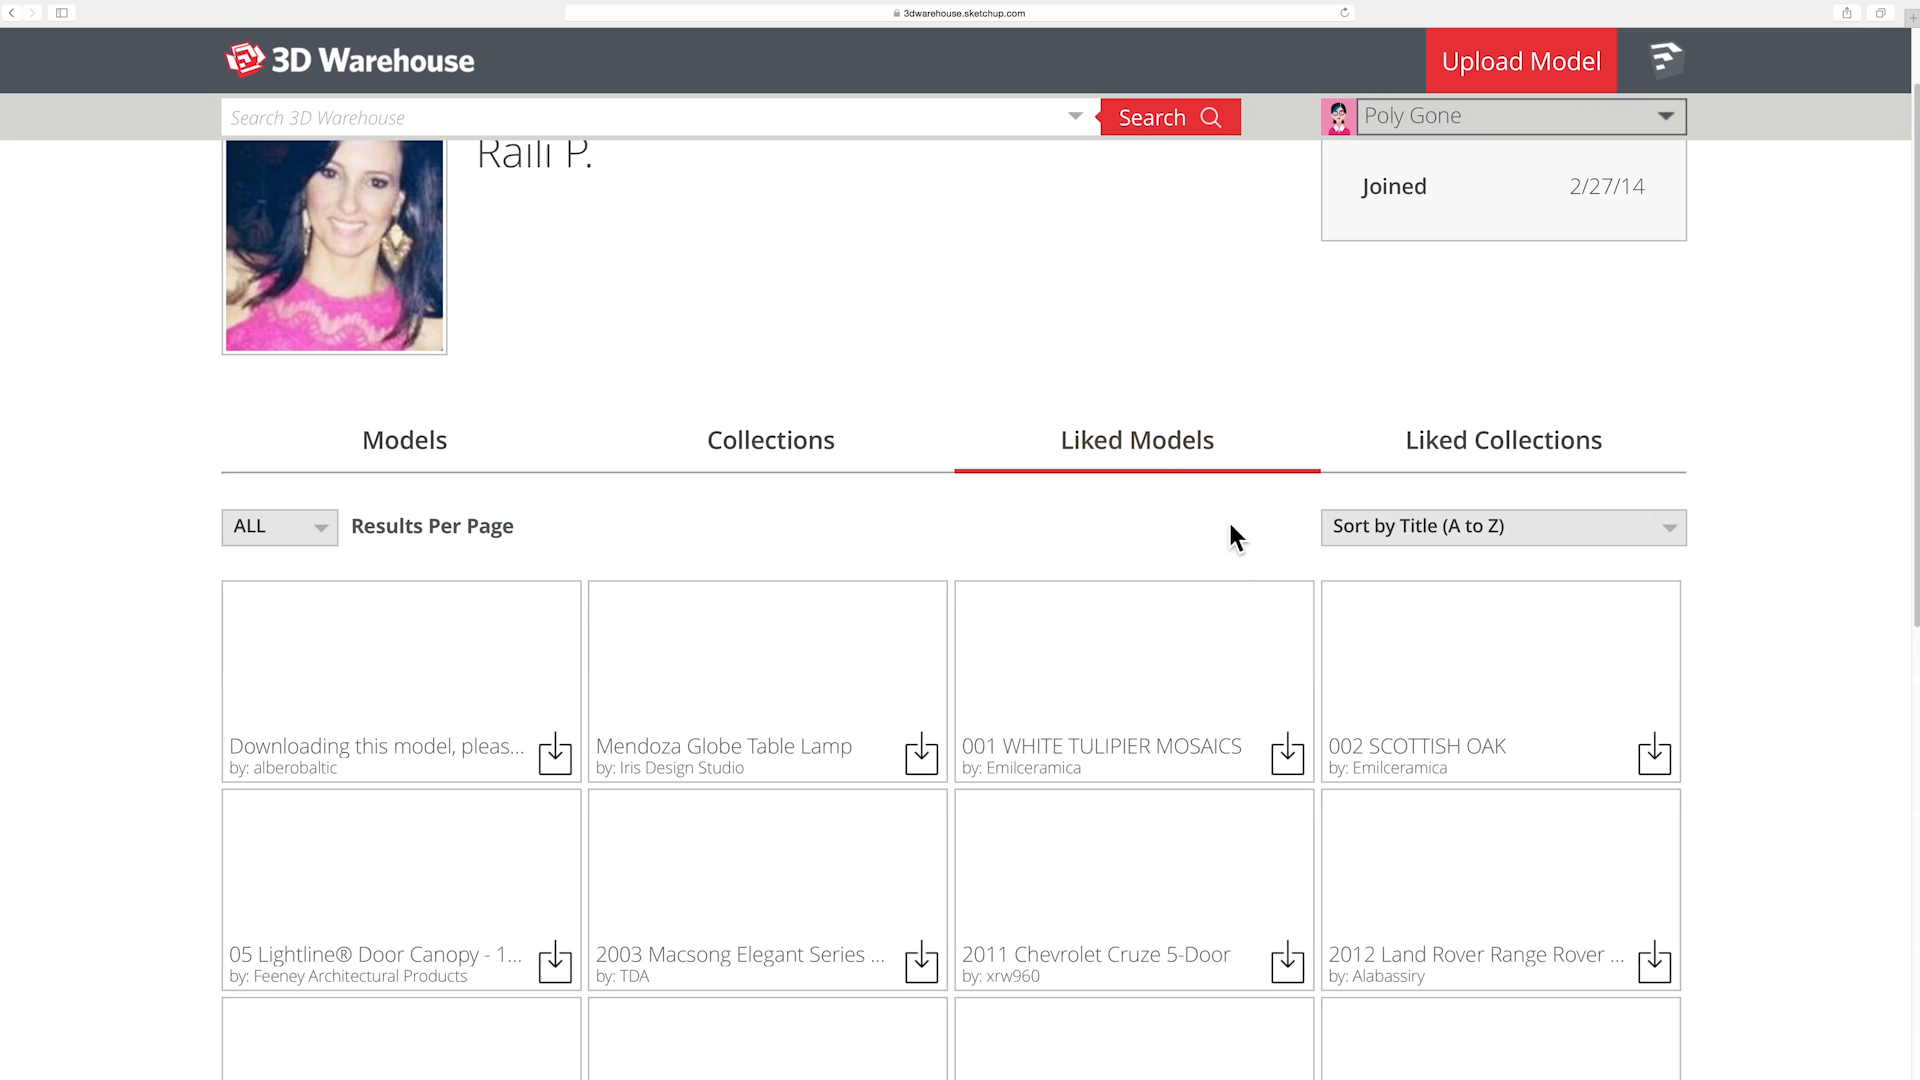 3dwarehouse.sketchup.com
3D Warehouse
Upload Model
Search 3D Warehouse
Search
Poly Gone
Raili P.
Joined 2/27/14
Models Collections Liked Models Liked Collections
ALL Results Per Page Sort by Title (A to Z)
Downloading this model, pleas...
by: alberobaltic
Mendoza Globe Table Lamp
by: Iris Design Studio
001 WHITE TULIPIER MOSAICS
by: Emilceramica
002 SCOTTISH OAK
by: Emilceramica
05 Lightline® Door Canopy - 1...
by: Feeney Architectural Products
2003 Macsong Elegant Series ...
by: TDA
2011 Chevrolet Cruze 5-Door
by: xrw960
2012 Land Rover Range Rover ...
by: Alabassiry